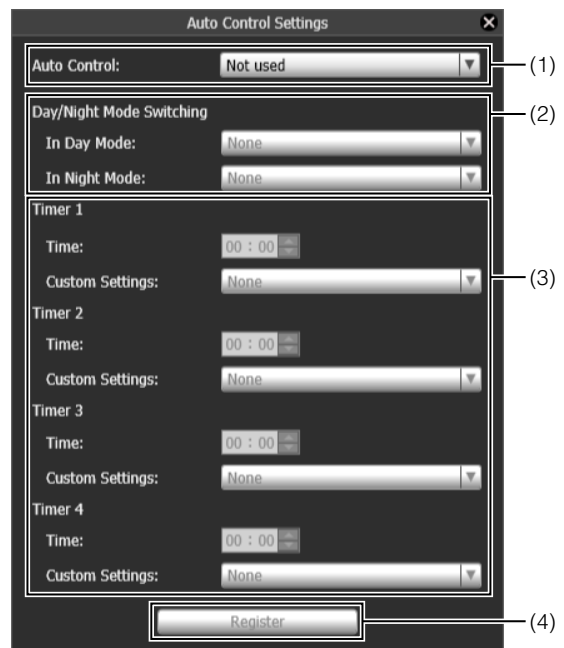 Auto Control Settings
Auto Control: Not used (1)
Day/Night Mode Switching (2)
In Day Mode: None
In Night Mode: None
Timer 1
Time: 00 : 00
Custom Settings: None (3)
Timer 2
Time: 00 : 00
Custom Settings: None
Timer 3
Time: 00 : 00
Custom Settings: None
Timer 4
Time: 00 : 00
Custom Settings: None
Register (4)